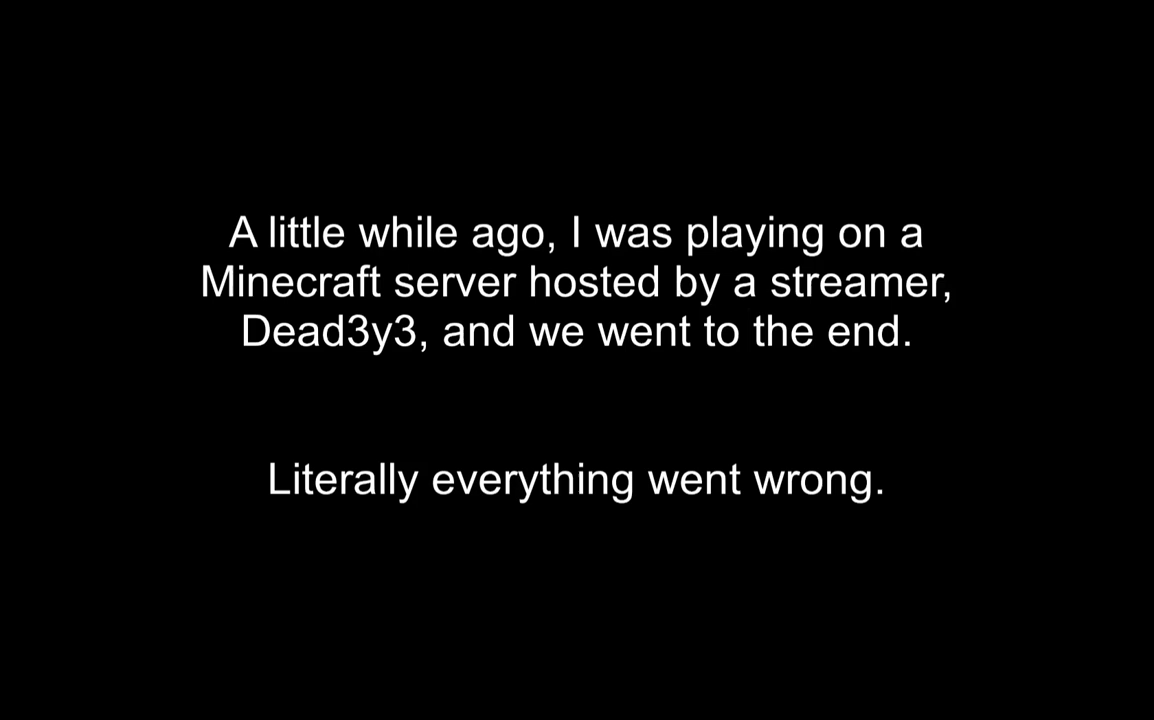 A little while ago, I was playing on a
Minecraft server hosted by a streamer,
Dead3y3, and we went to the end.
Literally everything went wrong.